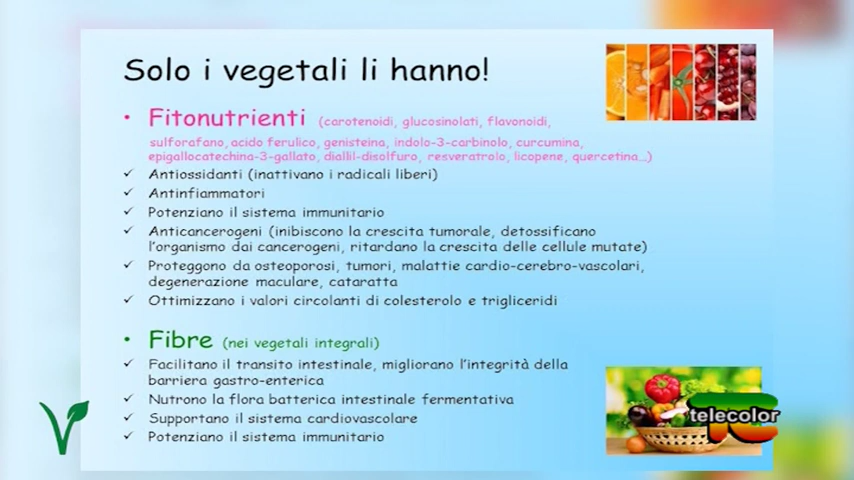 Solo i vegetali li hanno!
• Fitonutrienti (carotenoidi, glucosinolati, flavonoidi,
sulforafano, acido ferulico, genisteina, indolo-3-carbinolo, curcumina,
epigallocatechina-3-gallato, diallil-disolfuro, resveratrolo, licopene, quercetina...)
✓ Antiossidanti (inattivano i radicali liberi)
✓ Antinfiammatori
✓ Potenziano il sistema immunitario
✓ Anticancerogeni (inibiscono la crescita tumorale, detossificano
l'organismo dai cancerogeni, ritardano la crescita delle cellule mutate)
✓ Proteggono da osteoporosi, tumori, malattie cardio-cerebro-vascolari,
degenerazione maculare, cataratta
✓ Ottimizzano i valori circolanti di colesterolo e trigliceridi
• Fibre (nei vegetali integrali)
✓ Facilitano il transito intestinale, migliorano l'integrità della
barriera gastro-enterica
✓ Nutrono la flora batterica intestinale fermentativa
✓ Supportano il sistema cardiovascolare
✓ Potenziano il sistema immunitario
telecolor
TC
V